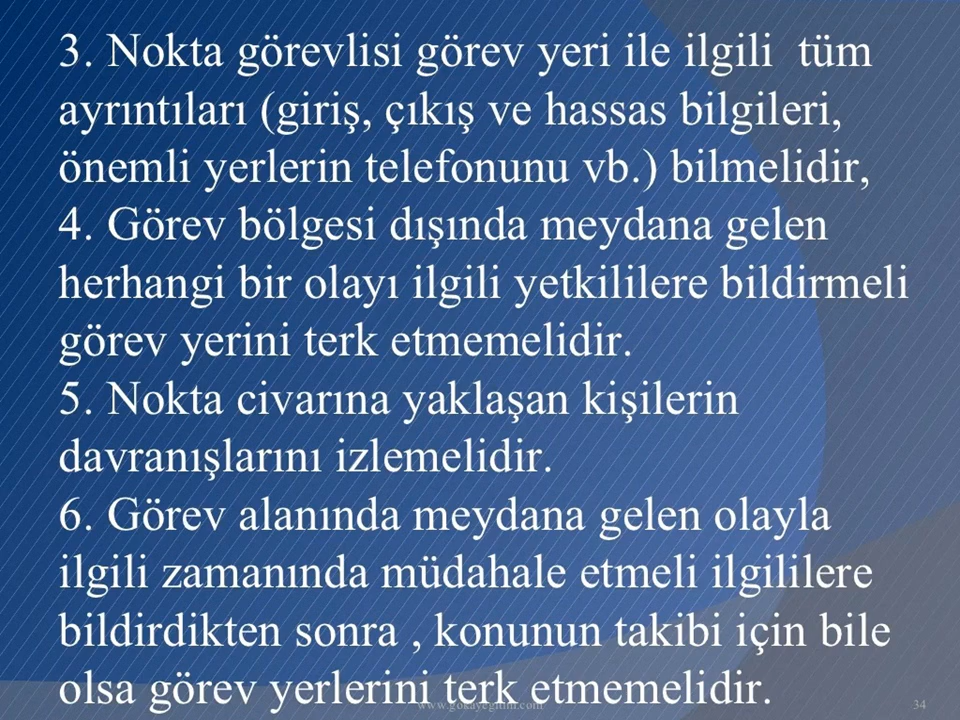 3. Nokta görevlisi görev yeri ile ilgili  tüm
ayrıntıları (giriş, çıkış ve hassas bilgileri,
önemli yerlerin telefonunu vb.) bilmelidir,
4. Görev bölgesi dışında meydana gelen
herhangi bir olayı ilgili yetkililere bildirmeli
görev yerini terk etmemelidir.
5. Nokta civarına yaklaşan kişilerin
davranışlarını izlemelidir.
6. Görev alanında meydana gelen olayla
ilgili zamanında müdahale etmeli ilgililere
bildirdikten sonra , konunun takibi için bile
olsa görev yerlerini terk etmemelidir.
www.gokayegitim.com 34